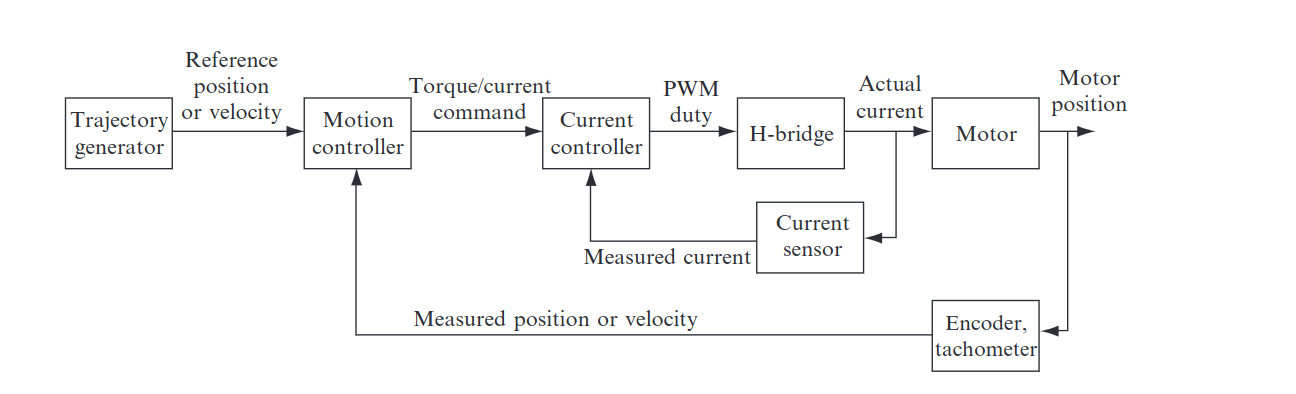 Reference
position
or velocity
Trajectory
generator
Motion
controller
Torque/current
command
Current
controller
PWM
duty
H-bridge
Actual
current
Motor
Motor
position
Current
sensor
Measured current
Measured position or velocity
Encoder,
tachometer